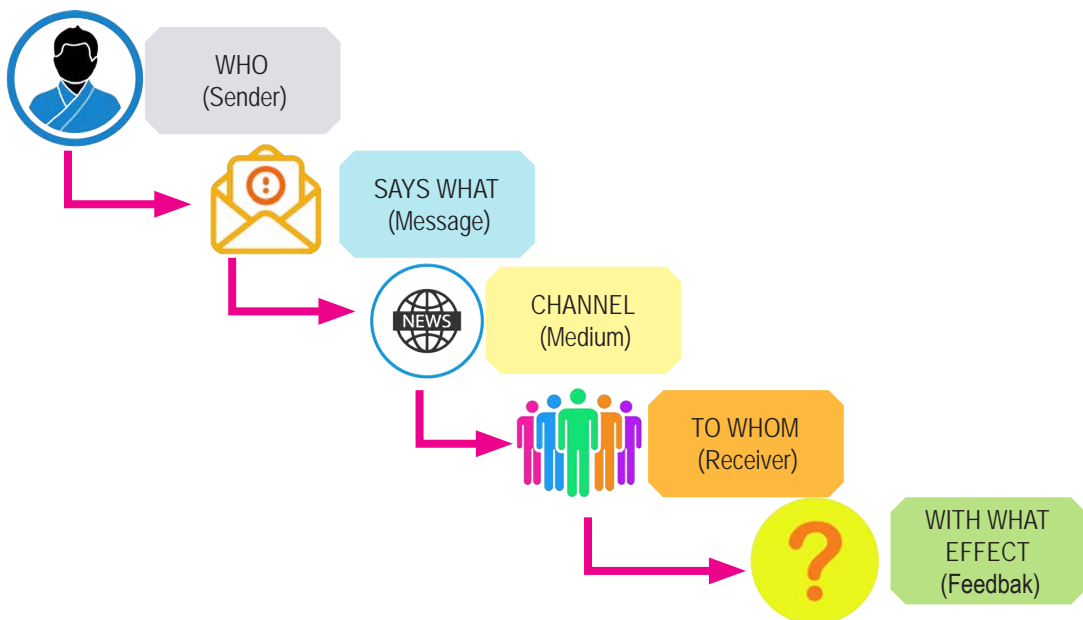 WHO
(Sender)
SAYS WHAT
(Message)
NEWS
CHANNEL
(Medium)
TO WHOM
(Receiver)
WITH WHAT
EFFECT
(Feedbak)